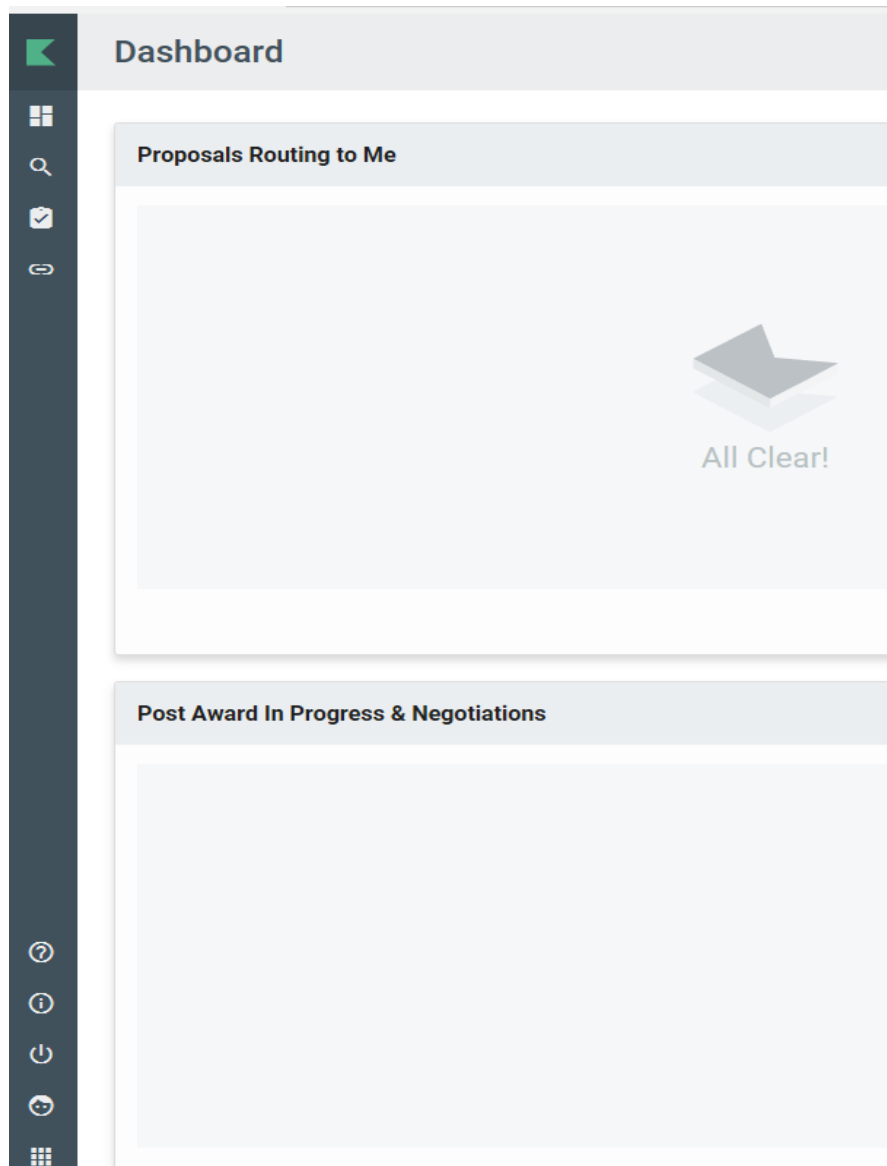 Dashboard
Proposals Routing to Me
All Clear!
Post Award In Progress & Negotiations